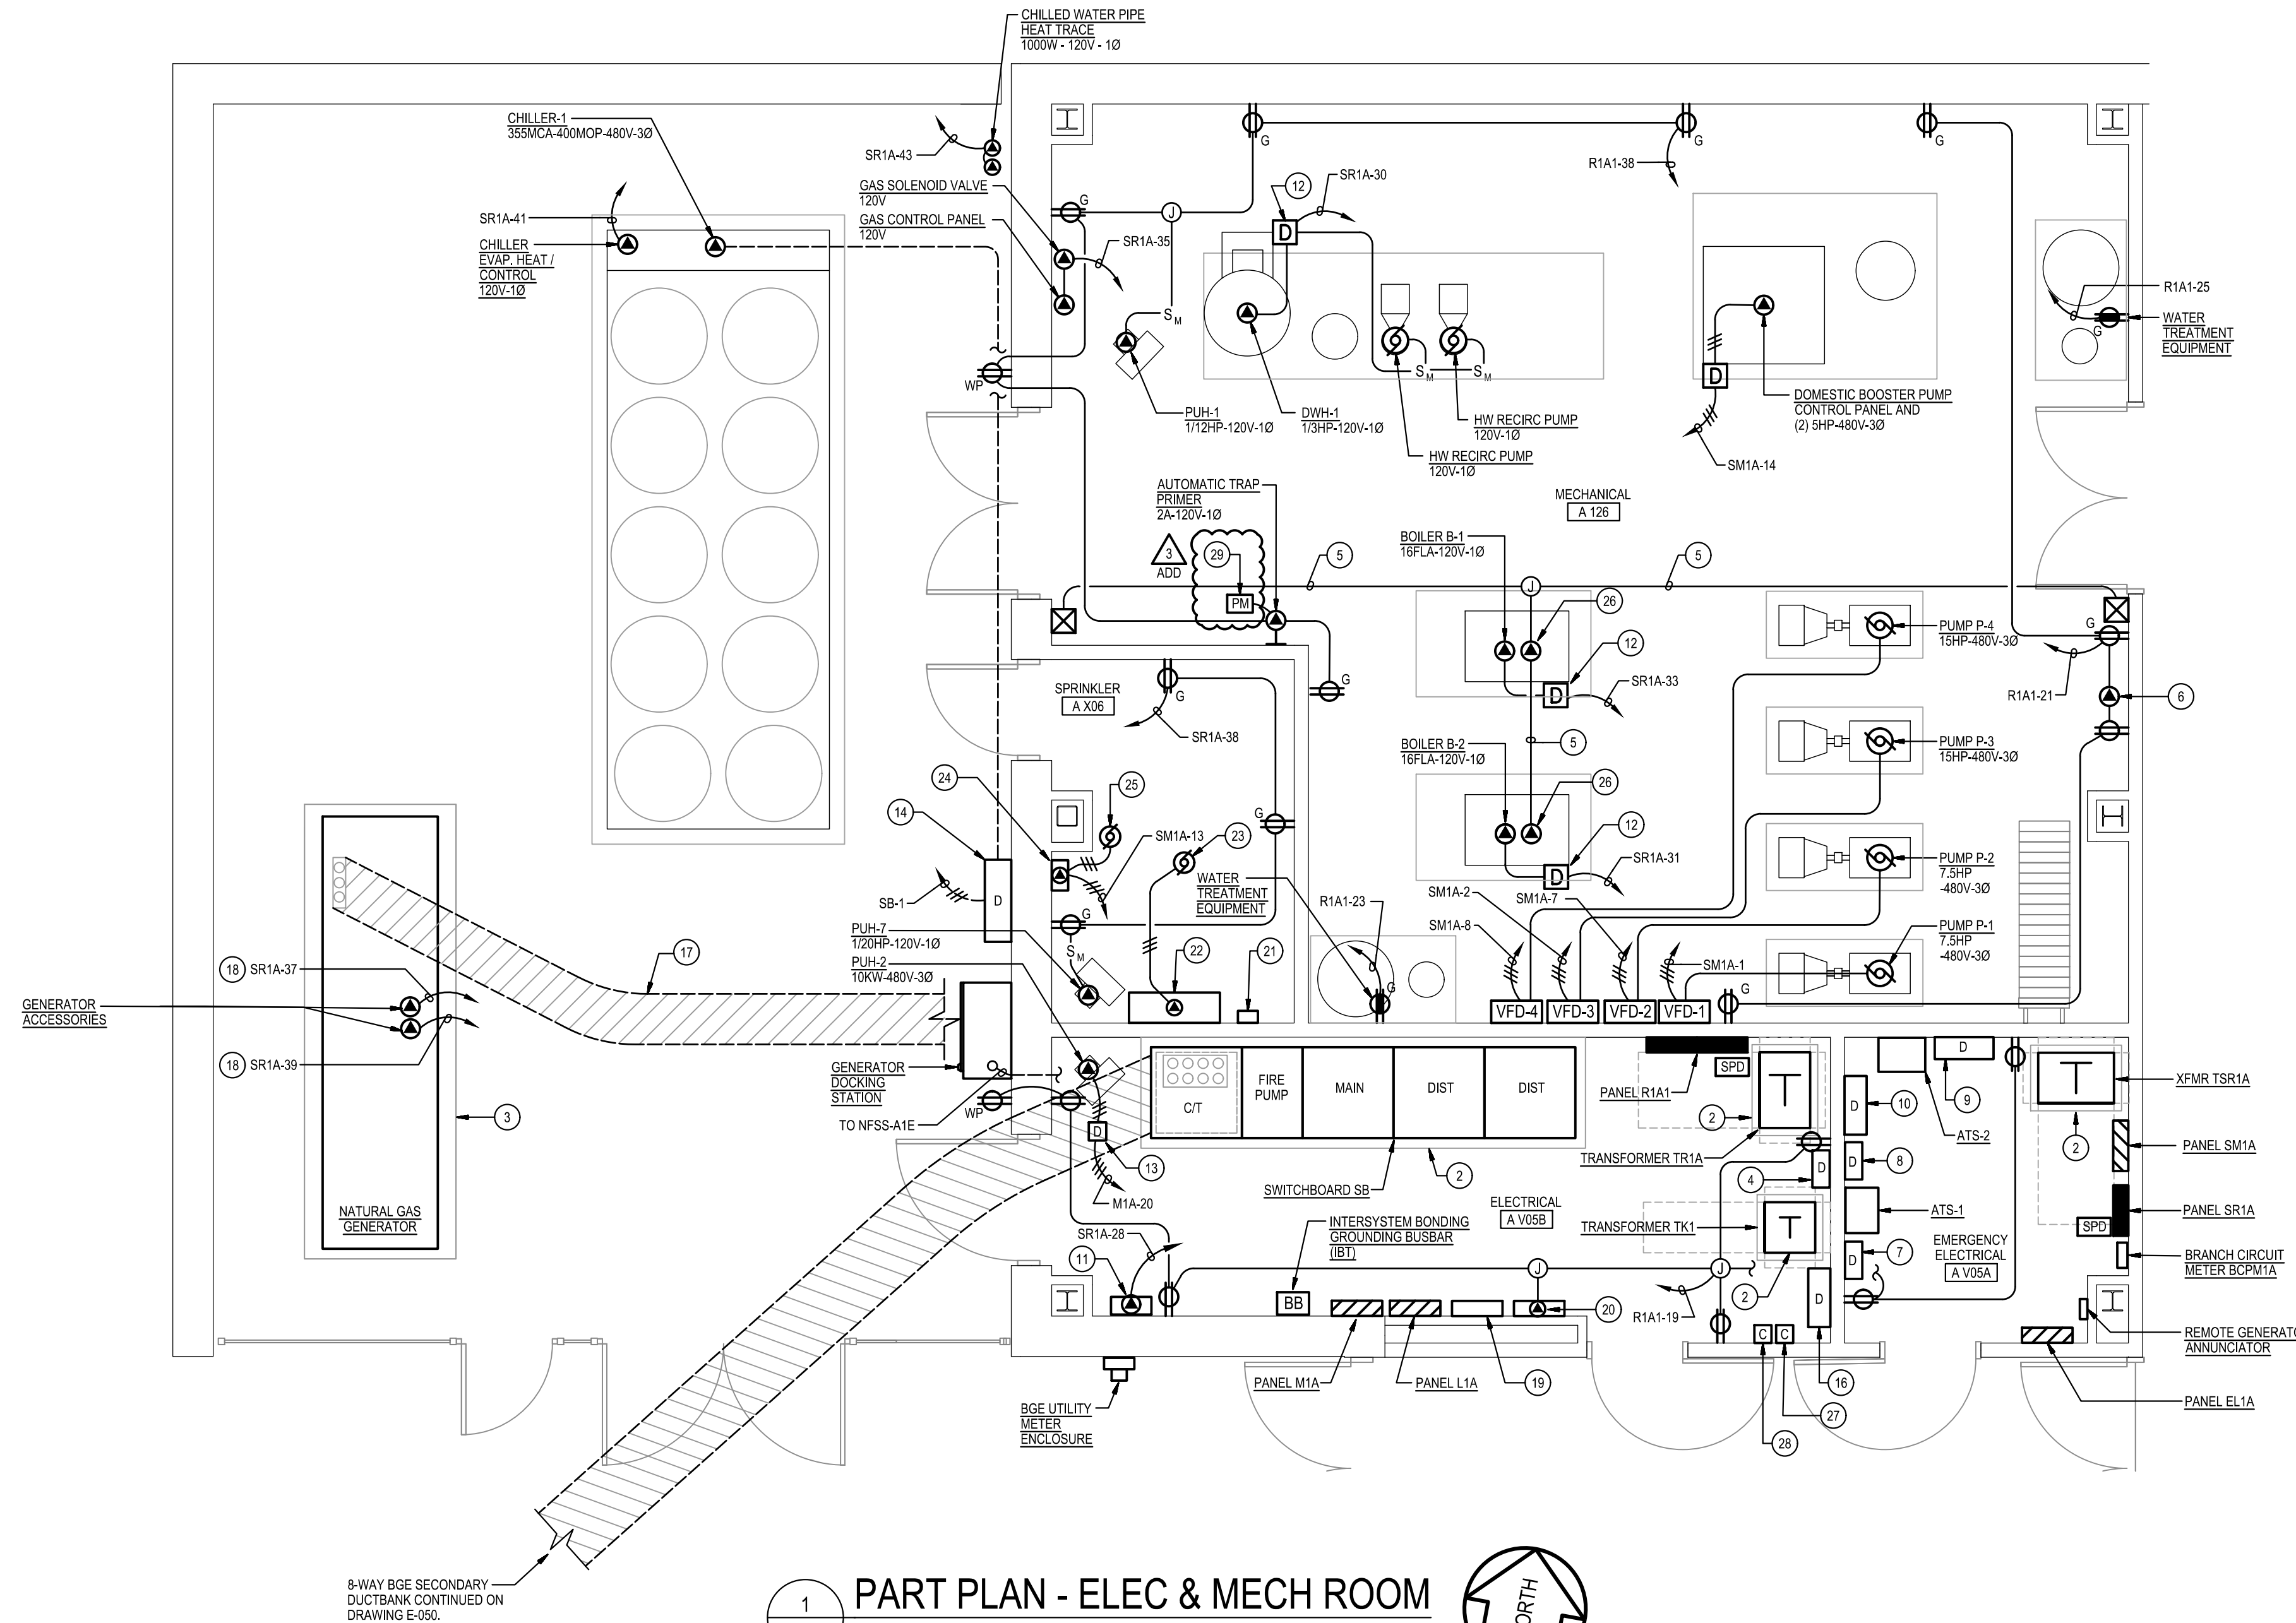 CHILLED WATER PIPE
HEAT TRACE
1000W - 120V - 1Ø
CHILLER-1
355MCA-400MOP-480V-3Ø
SR1A-43
GAS SOLENOID VALVE
120V
GAS CONTROL PANEL
120V
SR1A-41
CHILLER
EVAP. HEAT /
CONTROL
120V-1Ø
G
J
SR1A-35
12
D
SR1A-30
G
R1A1-38
G
G
R1A1-25
G
WATER
TREATMENT
EQUIPMENT
WP
S M
PUH-1
1/12HP-120V-1Ø
DWH-1
1/3HP-120V-1Ø
S M
S M
HW RECIRC PUMP
120V-1Ø
HW RECIRC PUMP
120V-1Ø
D
DOMESTIC BOOSTER PUMP
CONTROL PANEL AND
(2) 5HP-480V-3Ø
SM1A-14
AUTOMATIC TRAP
PRIMER
2A-120V-1Ø
MECHANICAL
A 126
3
ADD
29
PM
5
BOILER B-1
16FLA-120V-1Ø
5
J
26
12
D
SR1A-33
PUMP P-4
15HP-480V-3Ø
G
R1A1-21
6
SPRINKLER
A X06
G
SR1A-38
G
BOILER B-2
16FLA-120V-1Ø
5
26
12
D
SR1A-31
PUMP P-3
15HP-480V-3Ø
24
25
14
SM1A-13
23
G
SB-1
D
WATER
TREATMENT
EQUIPMENT
R1A1-23
SM1A-2
SM1A-7
SM1A-8
SM1A-1
PUMP P-2
7.5HP
-480V-3Ø
PUMP P-1
7.5HP
-480V-3Ø
G
PUH-7
1/20HP-120V-1Ø
PUH-2
10KW-480V-3Ø
S M
22
21
G
VFD-4
VFD-3
VFD-2
VFD-1
G
17
18
SR1A-37
GENERATOR
ACCESSORIES
18
SR1A-39
3
NATURAL GAS
GENERATOR
GENERATOR
DOCKING
STATION
TO NFSS-A1E
WP
D
13
M1A-20
C/T
FIRE
PUMP
MAIN
DIST
DIST
SWITCHBOARD SB
2
PANEL R1A1
SPD
2
T
TRANSFORMER TR1A
4
D
TRANSFORMER TK1
T
2
D
10
D
9
ATS-2
D
8
ATS-1
D
7
EMERGENCY
ELECTRICAL
A V05A
T
XFMR TSR1A
2
PANEL SM1A
PANEL SR1A
SPD
BRANCH CIRCUIT
METER BCPM1A
REMOTE GENERATO
ANNUNCIATOR
PANEL EL1A
ELECTRICAL
A V05B
INTERSYSTEM BONDING
GROUNDING BUSBAR
(IBT)
SR1A-28
11
BB
J
20
J
R1A1-19
D
C
C
16
27
28
PANEL M1A
PANEL L1A
19
BGE UTILITY
METER
ENCLOSURE
8-WAY BGE SECONDARY
DUCTBANK CONTINUED ON
DRAWING E-050.
1
PART PLAN - ELEC & MECH ROOM